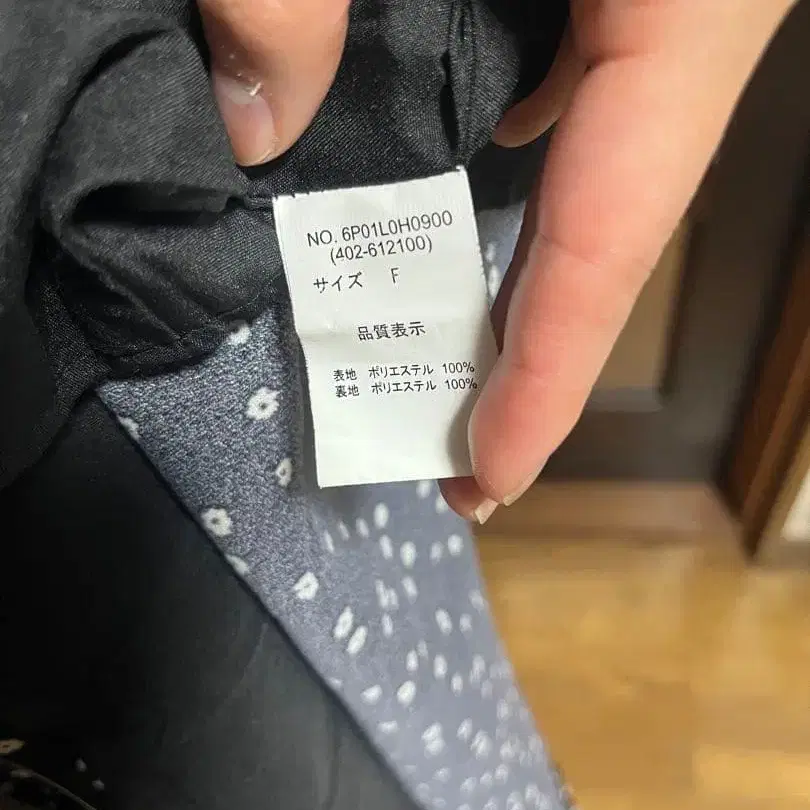 NO. 6P01L0H0900
(402-612100)
サイズ F
品質表示
表地 ポリエステル 100%
裏地 ポリエステル 100%